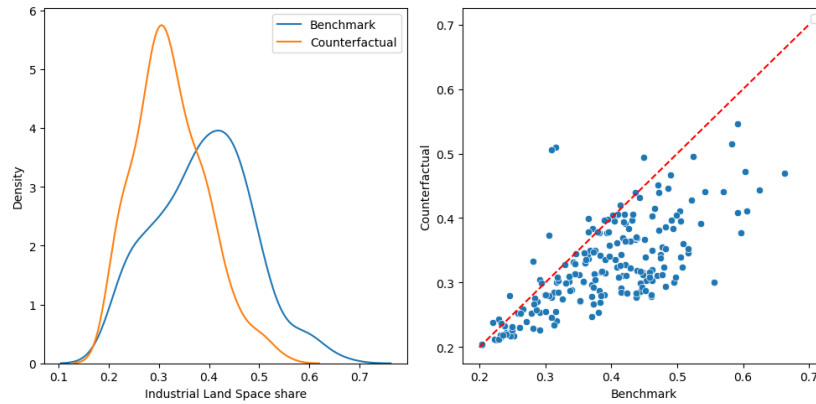 6
5
4
3
2
1
0
Density
0.1 0.2 0.3 0.4 0.5 0.6 0.7
Industrial Land Space share
Benchmark
Counterfactual
0.7
0.6
0.5
0.4
0.3
0.2
Counterfactual
0.2 0.3 0.4 0.5 0.6 0.7
Benchmark